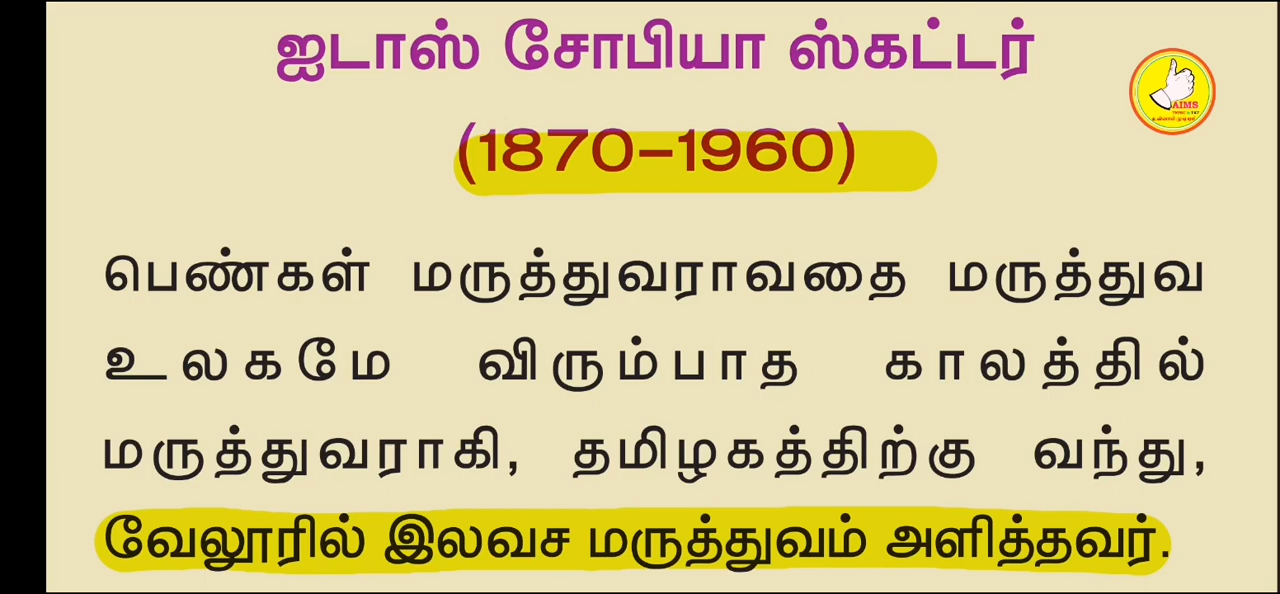 ஐடாஸ் சோபியா ஸ்கட்டர்
(1870–1960)
AIMS
பெண்கள் மருத்துவராவதை மருத்துவ
உலகமே விரும்பாத காலத்தில்
மருத்துவராகி, தமிழகத்திற்கு வந்து,
வேலூரில் இலவச மருத்துவம் அளித்தவர்.